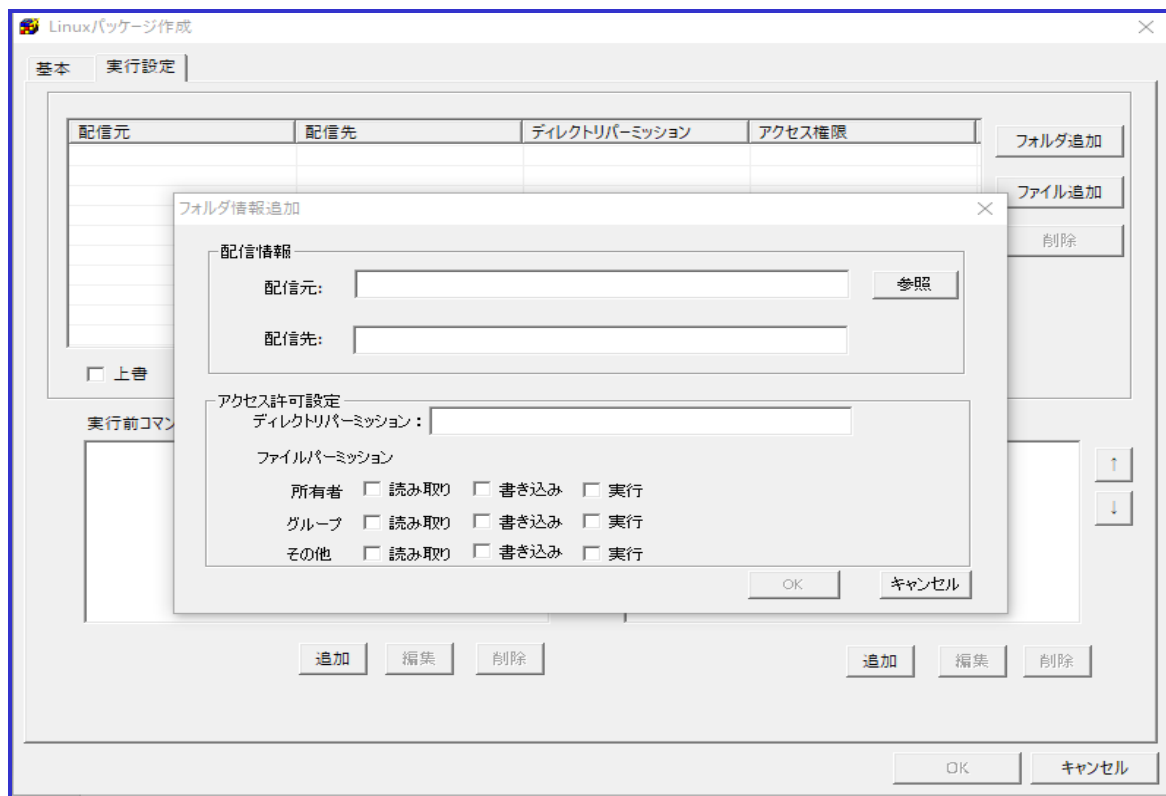 Linuxパッケージ作成
基本 実行設定
配信元 配信先 ディレクトリパーミッション アクセス権限
フォルダ追加
ファイル追加
削除
フォルダ情報追加
配信情報
配信元: 参照
配信先:
上書
アクセス許可設定
ディレクトリパーミッション:
ファイルパーミッション
所有者 読み取り 書き込み 実行
グループ 読み取り 書き込み 実行
その他 読み取り 書き込み 実行
OK キャンセル
実行前コマン
↑
↓
追加 編集 削除 追加 編集 削除
OK キャンセル